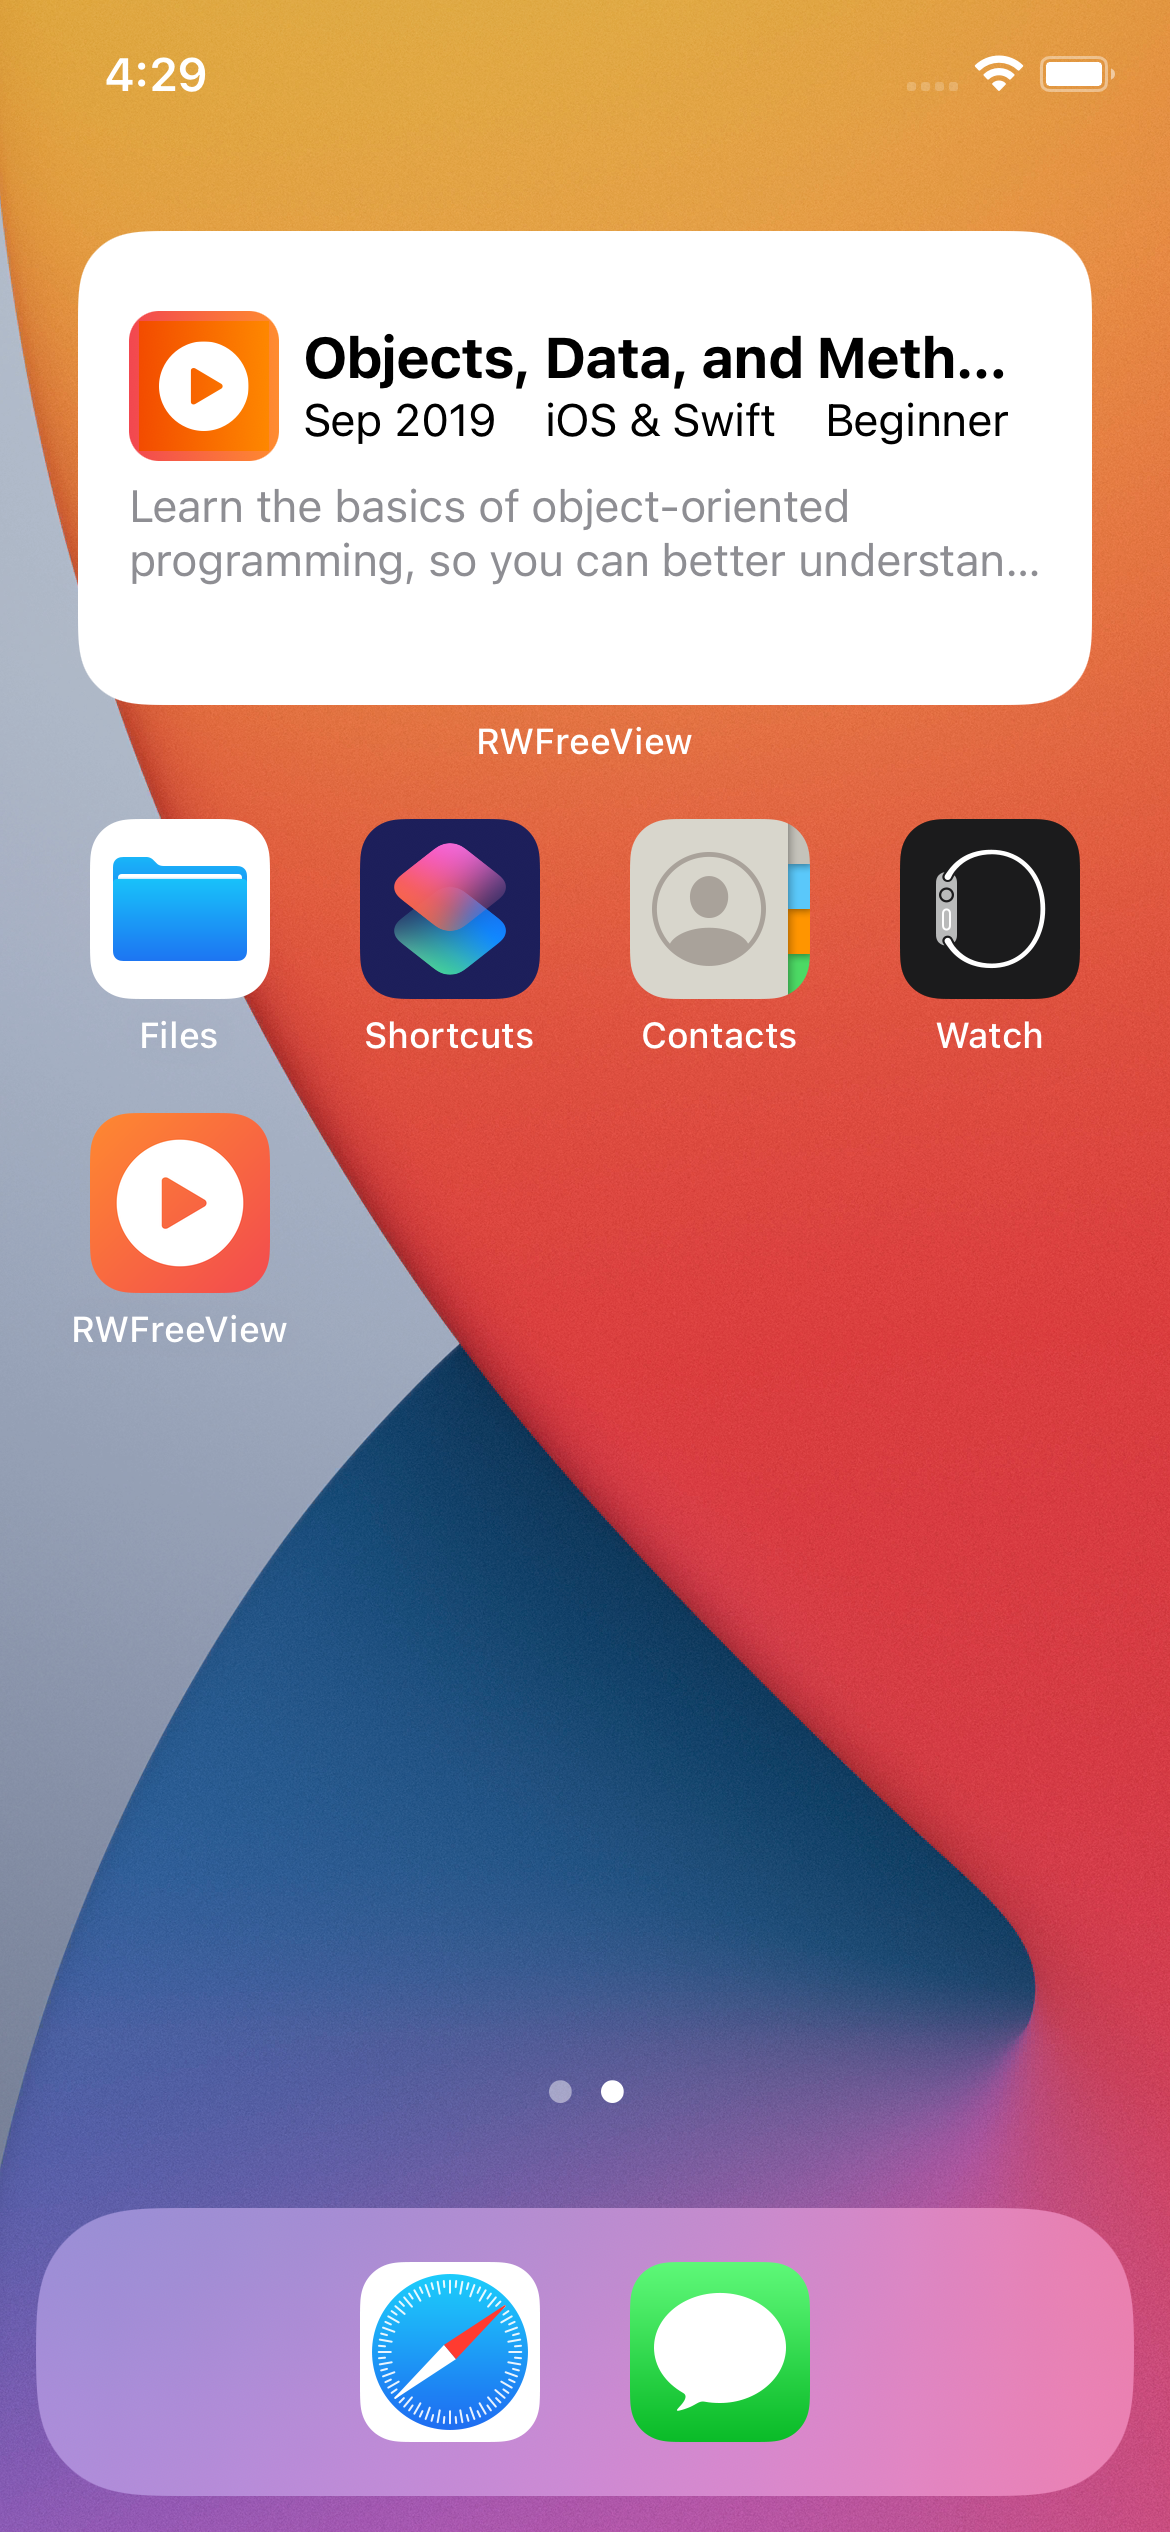 4:29
Objects, Data, and Meth...
Sep 2019 iOS & Swift Beginner
Learn the basics of object-oriented
programming, so you can better understan...
RWFreeView
Files Shortcuts Contacts Watch
RWFreeView